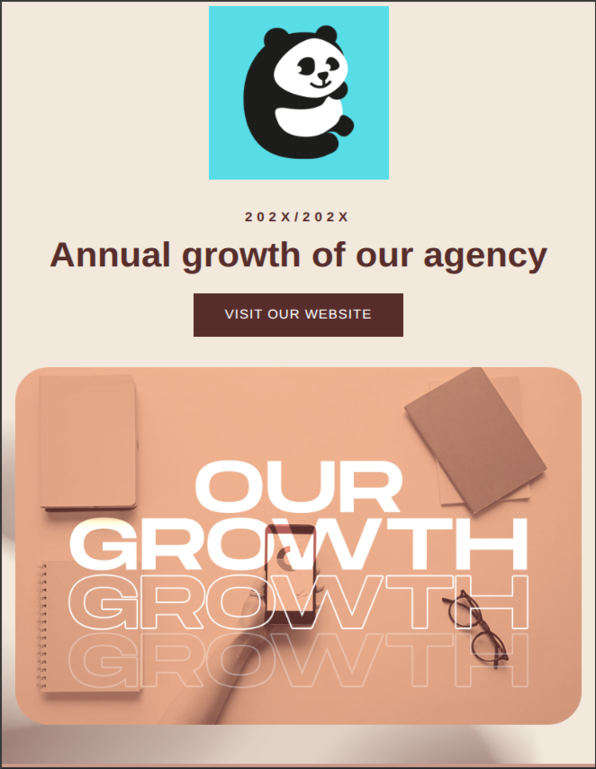 202X/202X
Annual growth of our agency
VISIT OUR WEBSITE
OUR
GROWTH
GROWTH
GROWTH